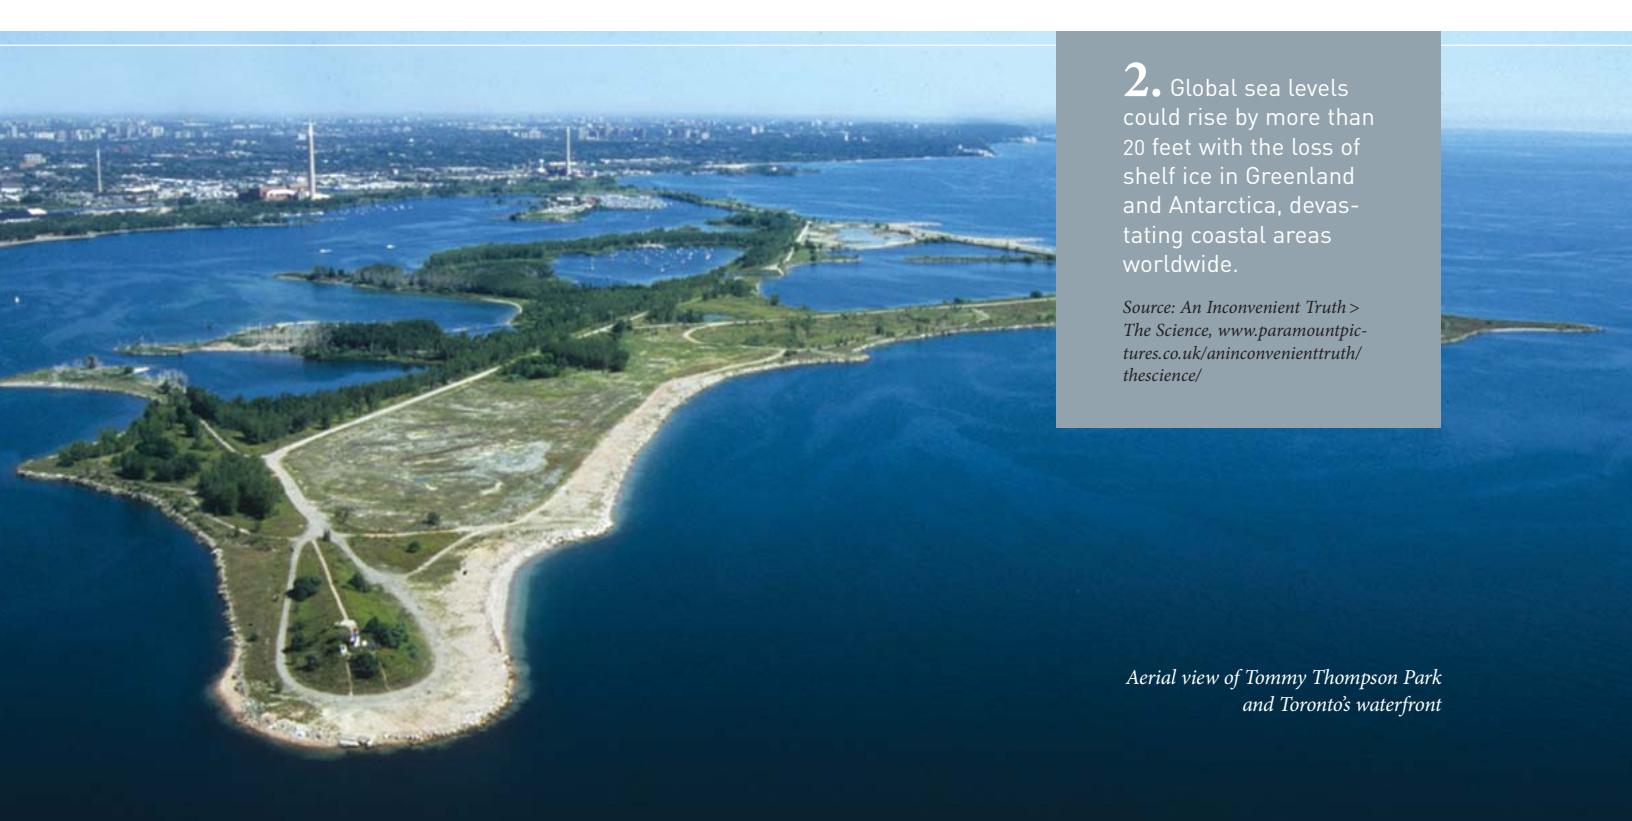 2. Global sea levels
could rise by more than
20 feet with the loss of
shelf ice in Greenland
and Antarctica, devas-
tating coastal areas
worldwide.
Source: An Inconvenient Truth >
The Science, www.paramountpic-
tures.co.uk/aninconvenienttruth/
thescience/
Aerial view of Tommy Thompson Park
and Toronto's waterfront